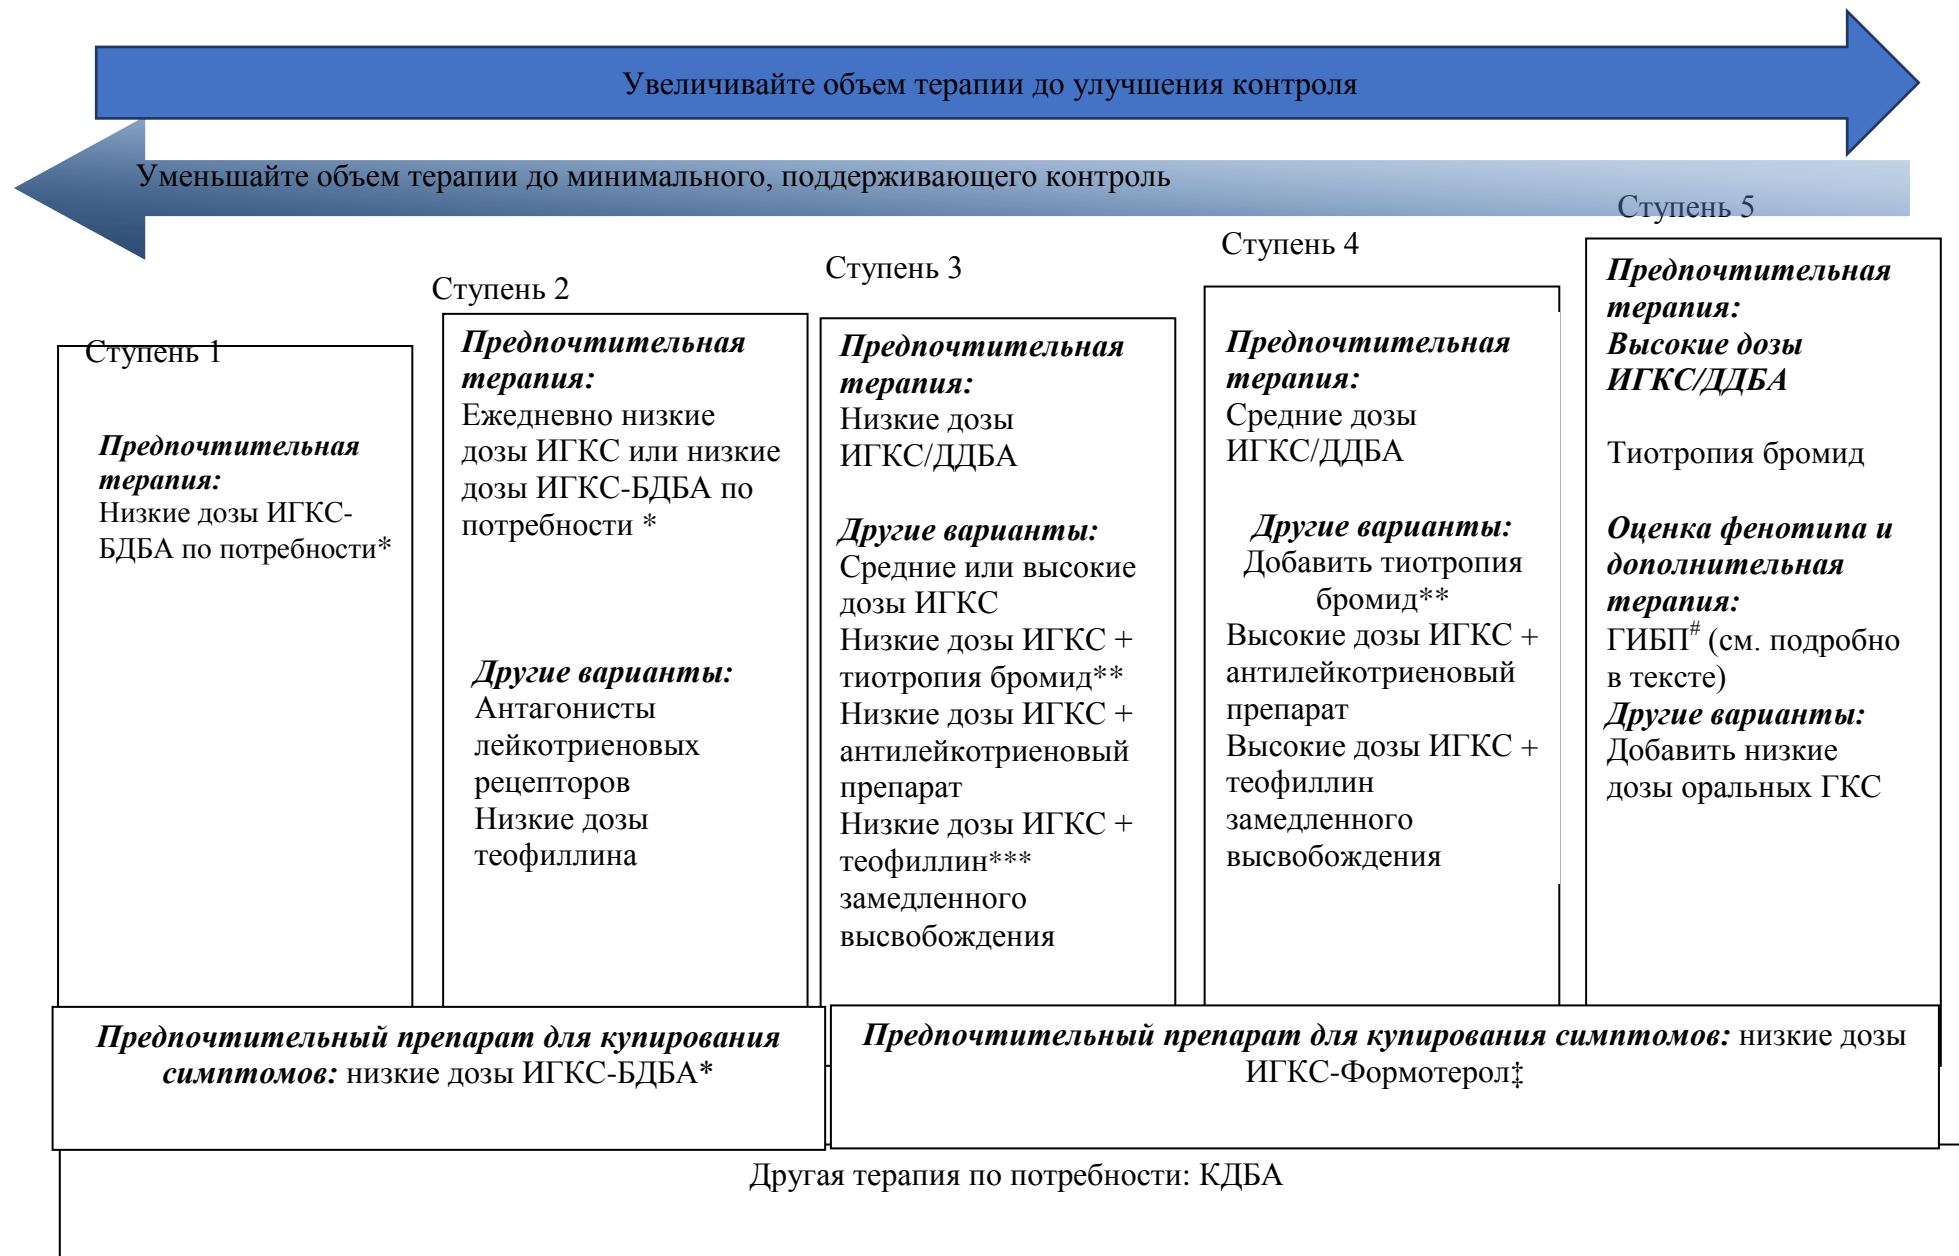 Увеличивайте объем терапии до улучшения контроля
Уменьшайте объем терапии до минимального, поддерживающего контроль
Ступень 1
Предпочтительная
терапия:
Низкие дозы ИГКС-
БДБА по потребности*
Ступень 2
Предпочтительная
терапия:
Ежедневно низкие
дозы ИГКС или низкие
дозы ИГКС-БДБА по
потребности *
Другие варианты:
Антагонисты
лейкотриеновых
рецепторов
Низкие дозы
теофиллина
Ступень 3
Предпочтительная
терапия:
Низкие дозы
ИГКС/ДДБА
Другие варианты:
Средние или высокие
дозы ИГКС
Низкие дозы ИГКС +
тиотропия бромид**
Низкие дозы ИГКС +
антилейкотриеновый
препарат
Низкие дозы ИГКС +
теофиллин***
замедленного
высвобождения
Ступень 4
Предпочтительная
терапия:
Средние дозы
ИГКС/ДДБА
Другие варианты:
Добавить тиотропия
бромид**
Высокие дозы ИГКС +
антилейкотриеновый
препарат
Высокие дозы ИГКС +
теофиллин
замедленного
высвобождения
Ступень 5
Предпочтительная
терапия:
Высокие дозы
ИГКС/ДДБА
Тиотропия бромид
Оценка фенотипа и
дополнительная
терапия:
ГИБП# (см. подробно
в тексте)
Другие варианты:
Добавить низкие
дозы оральных ГКС
Предпочтительный препарат для купирования
симптомов: низкие дозы ИГКС-БДБА*
Предпочтительный препарат для купирования симптомов: низкие дозы
ИГКС-Формотерол‡
Другая терапия по потребности: КДБА